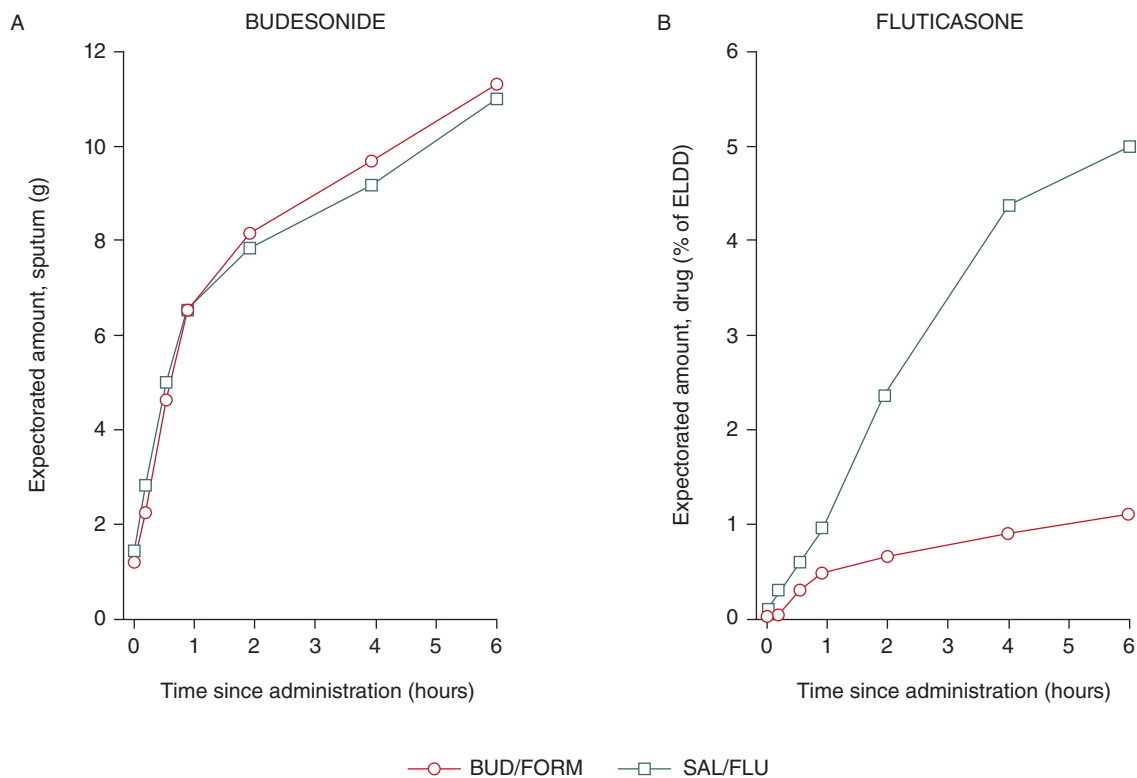 A
BUDESONIDE
12
10
8
6
4
2
0
Expectorated amount, sputum (g)
0 1 2 3 4 5 6
Time since administration (hours)
B
FLUTICASONE
6
5
4
3
2
1
0
Expectorated amount, drug (% of ELDD)
0 1 2 3 4 5 6
Time since administration (hours)
BUD/FORM SAL/FLU